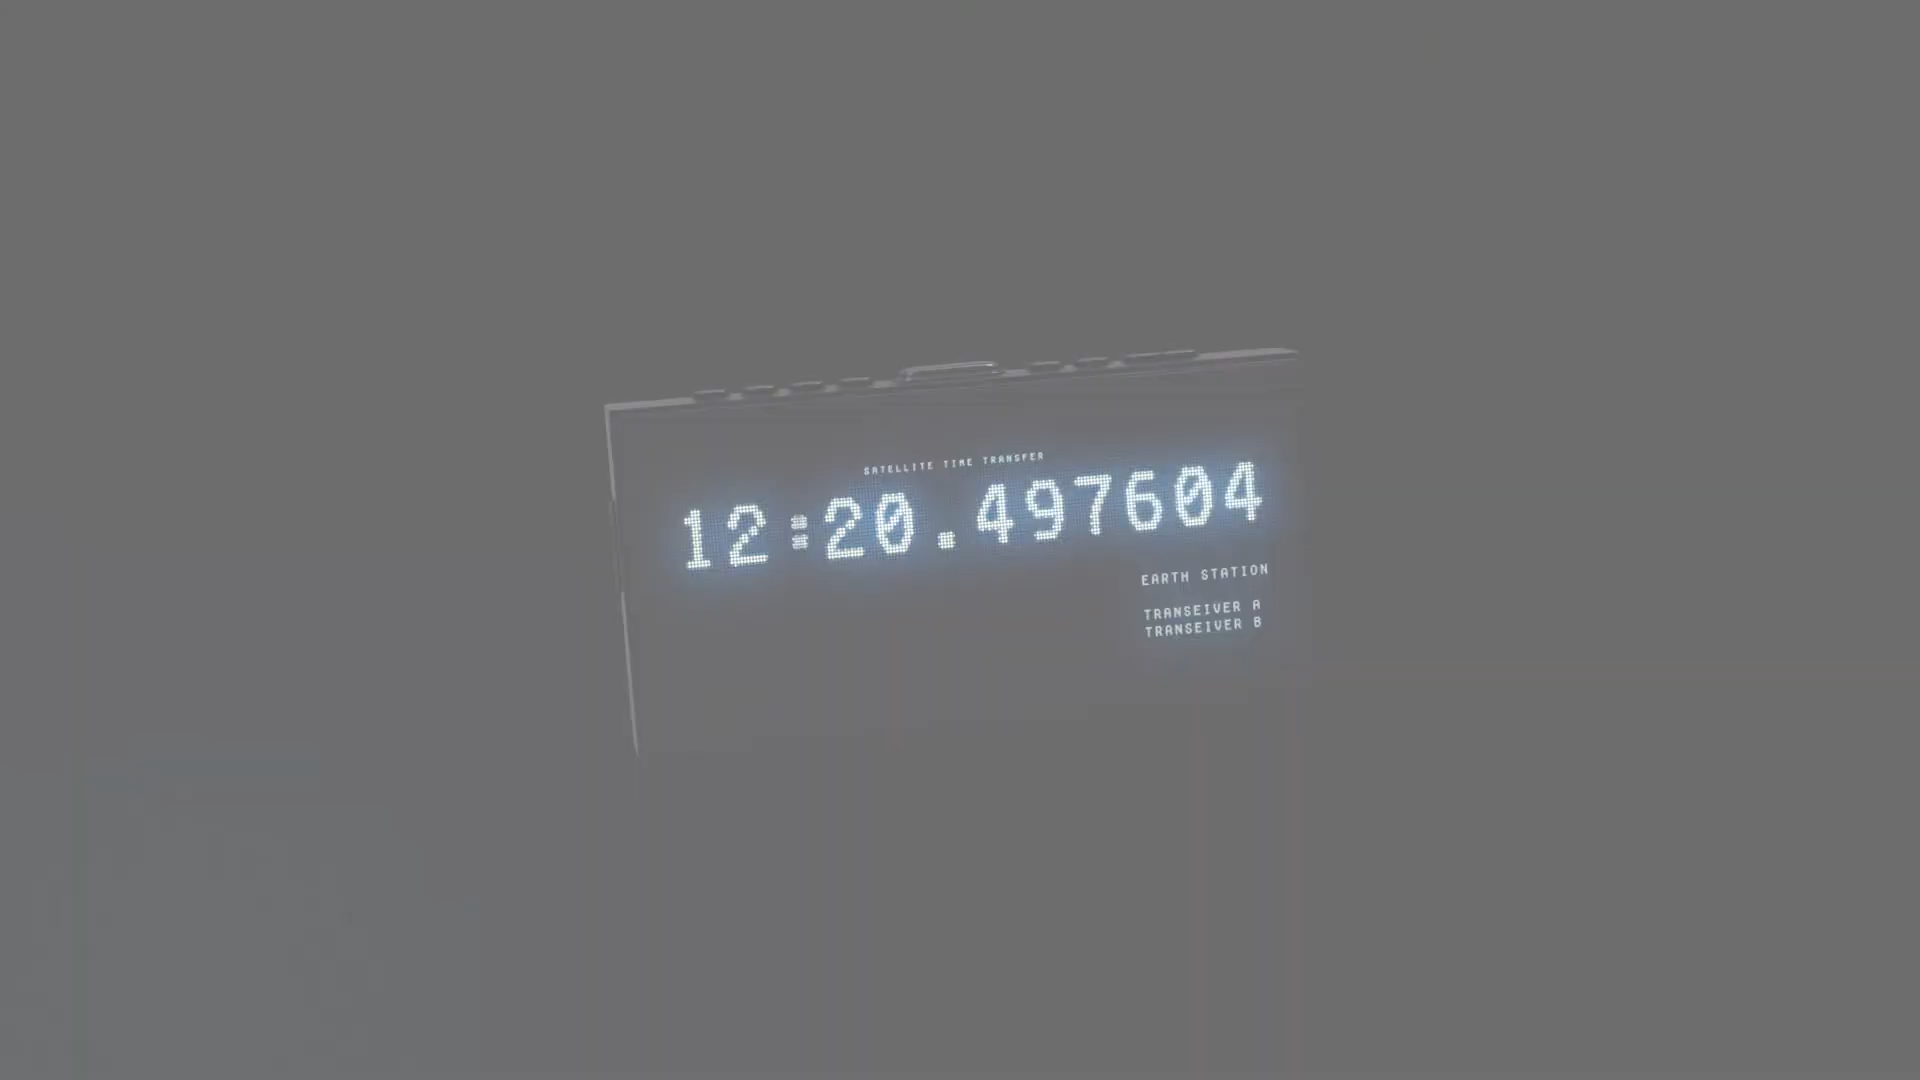 SATELLITE TIME TRANSFER
12:20.497604
EARTH STATION
TRANSEIVER A
TRANSEIVER B